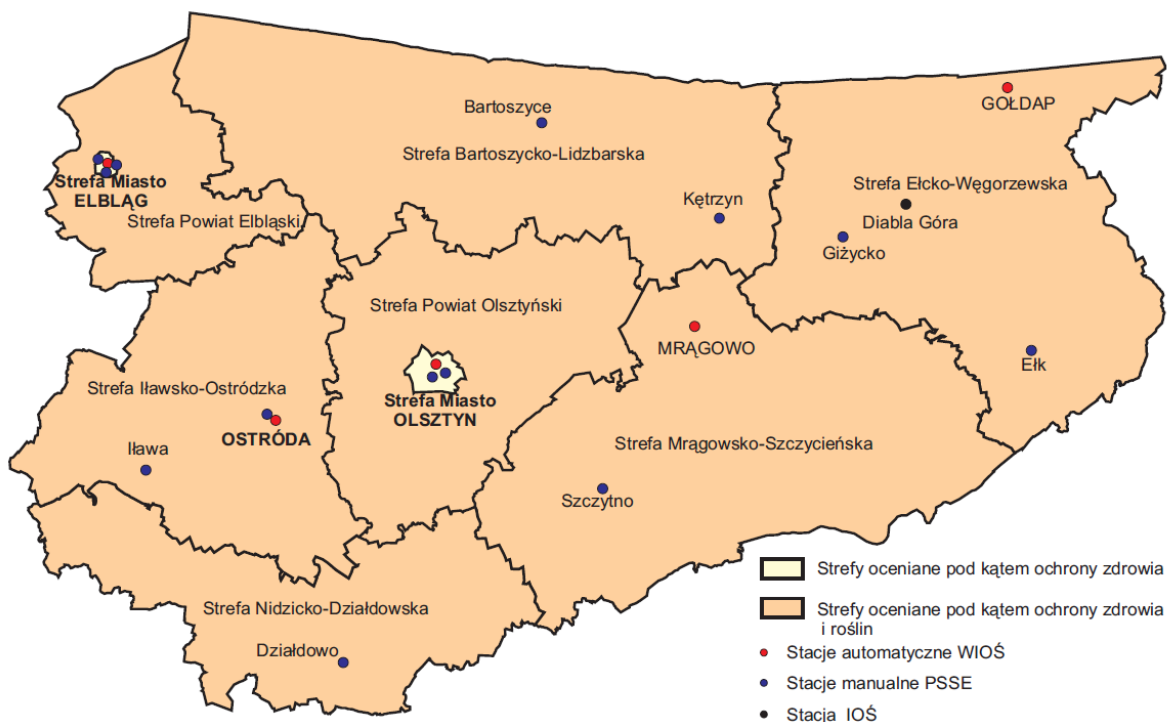 GOŁDAP
Bartoszyce
Strefa Bartoszycko-Lidzbarska
Strefa Miasto
ELBLĄG
Strefa Ełcko-Węgorzewska
Kętrzyn
Diabla Góra
Strefa Powiat Elbląski
Giżycko
Strefa Powiat Olsztyński
MRĄGOWO
Ełk
Strefa Iławsko-Ostródzka
Strefa Miasto
OLSZTYN
OSTRÓDA
Strefa Mrągowsko-Szczycieńska
Iława
Szczytno
Strefa Nidzicko-Działdowska
Działdowo
Strefy oceniane pod kątem ochrony zdrowia
Strefy oceniane pod kątem ochrony zdrowia
i roślin
Stacje automatyczne WIOŚ
Stacje manualne PSSE
Stacja IOŚ